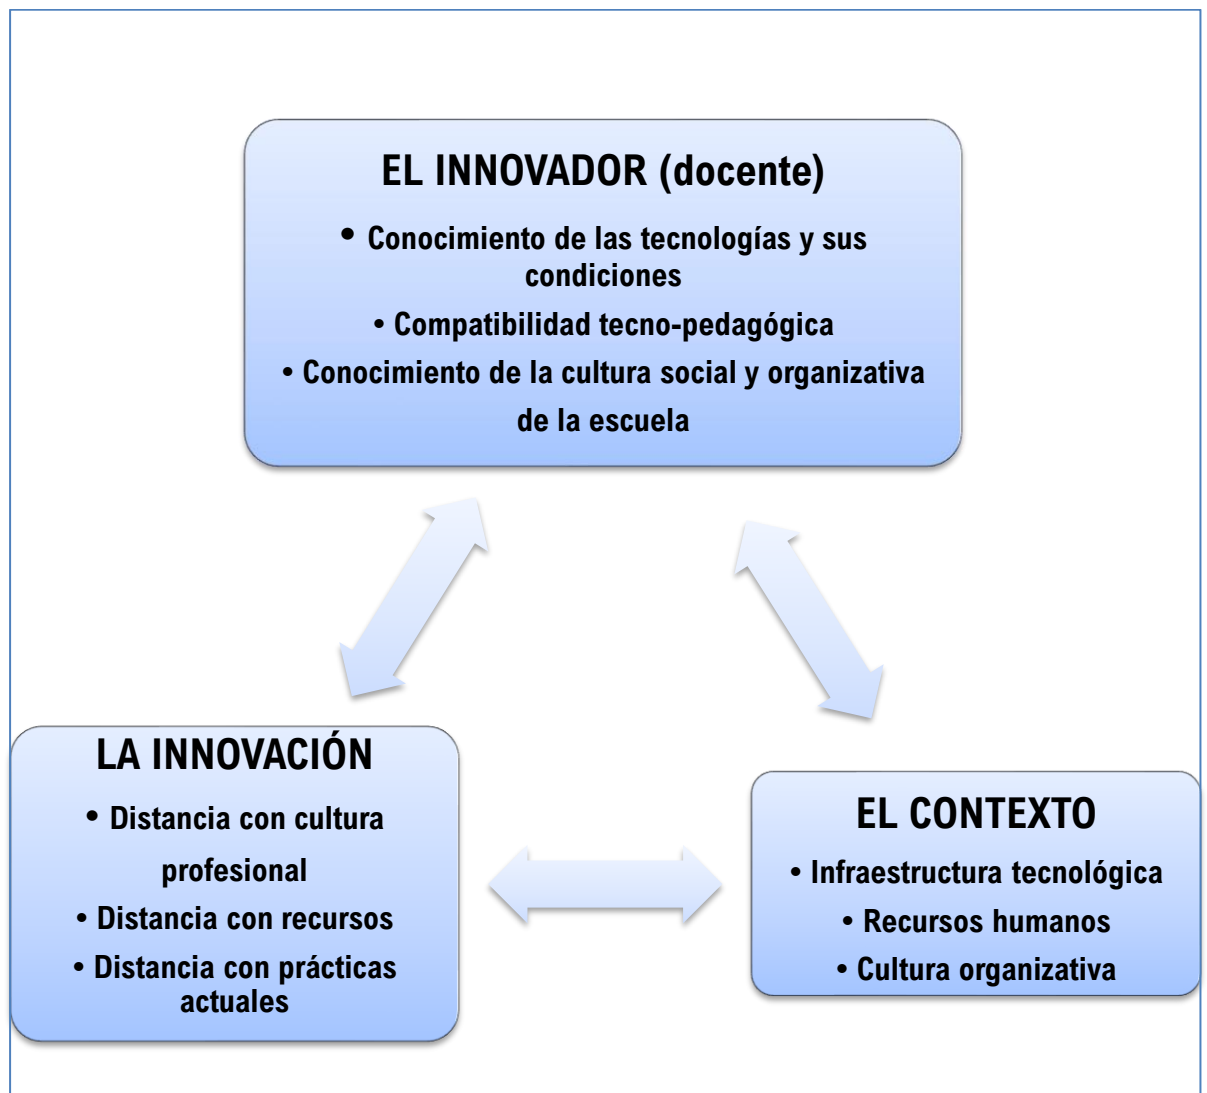 EL INNOVADOR (docente)
• Conocimiento de las tecnologías y sus
condiciones
• Compatibilidad tecno-pedagógica
• Conocimiento de la cultura social y organizativa
de la escuela
LA INNOVACIÓN
• Distancia con cultura
profesional
• Distancia con recursos
• Distancia con prácticas
actuales
EL CONTEXTO
• Infraestructura tecnológica
• Recursos humanos
• Cultura organizativa